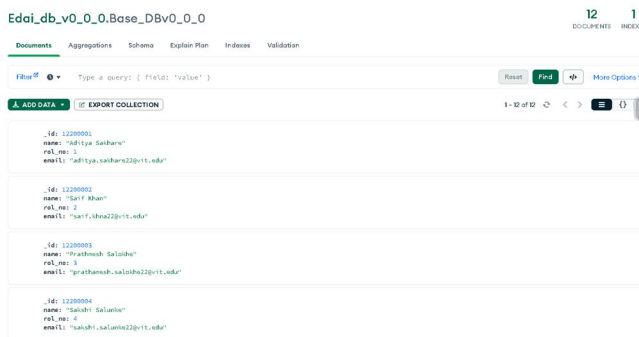 Edai_db_v0_0_0.Base_DBv0_0_0
12
DOCUMENTS
1
INDEX
Documents Aggregations Schema Explain Plan Indexes Validation
Filter Type a query: { field: 'value' } Reset Find </> More Options
ADD DATA EXPORT COLLECTION 1 - 12 of 12 {}
_id: 12200001
name: "Aditya Sakhare"
rol_no: 1
email: "aditya.sakhare22@vit.edu"
_id: 12200002
name: "Saif Khan"
rol_no: 2
email: "saif.khna22@vit.edu"
_id: 12200003
name: "Prathmesh Salokhe"
rol_no: 3
email: "prathamesh.salokhe22@vit.edu"
_id: 12200004
name: "Sakshi Salunke"
rol_no: 4
email: "sakshi.salunke22@vit.edu"